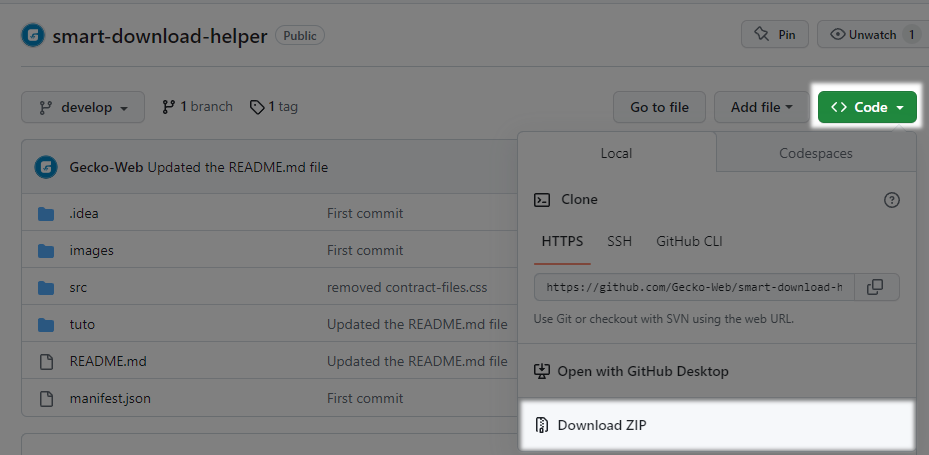 smart-download-helper Public Pin Unwatch 1
develop 1 branch 1 tag Go to file Add file Code
Gecko-Web Updated the README.md file
.idea First commit
images First commit
src removed contract-files.css
tuto Updated the README.md file
README.md Updated the README.md file
manifest.json First commit
Local Codespaces
Clone
HTTPS SSH GitHub CLI
https://github.com/Gecko-Web/smart-download-h
Use Git or checkout with SVN using the web URL.
Open with GitHub Desktop
Download ZIP